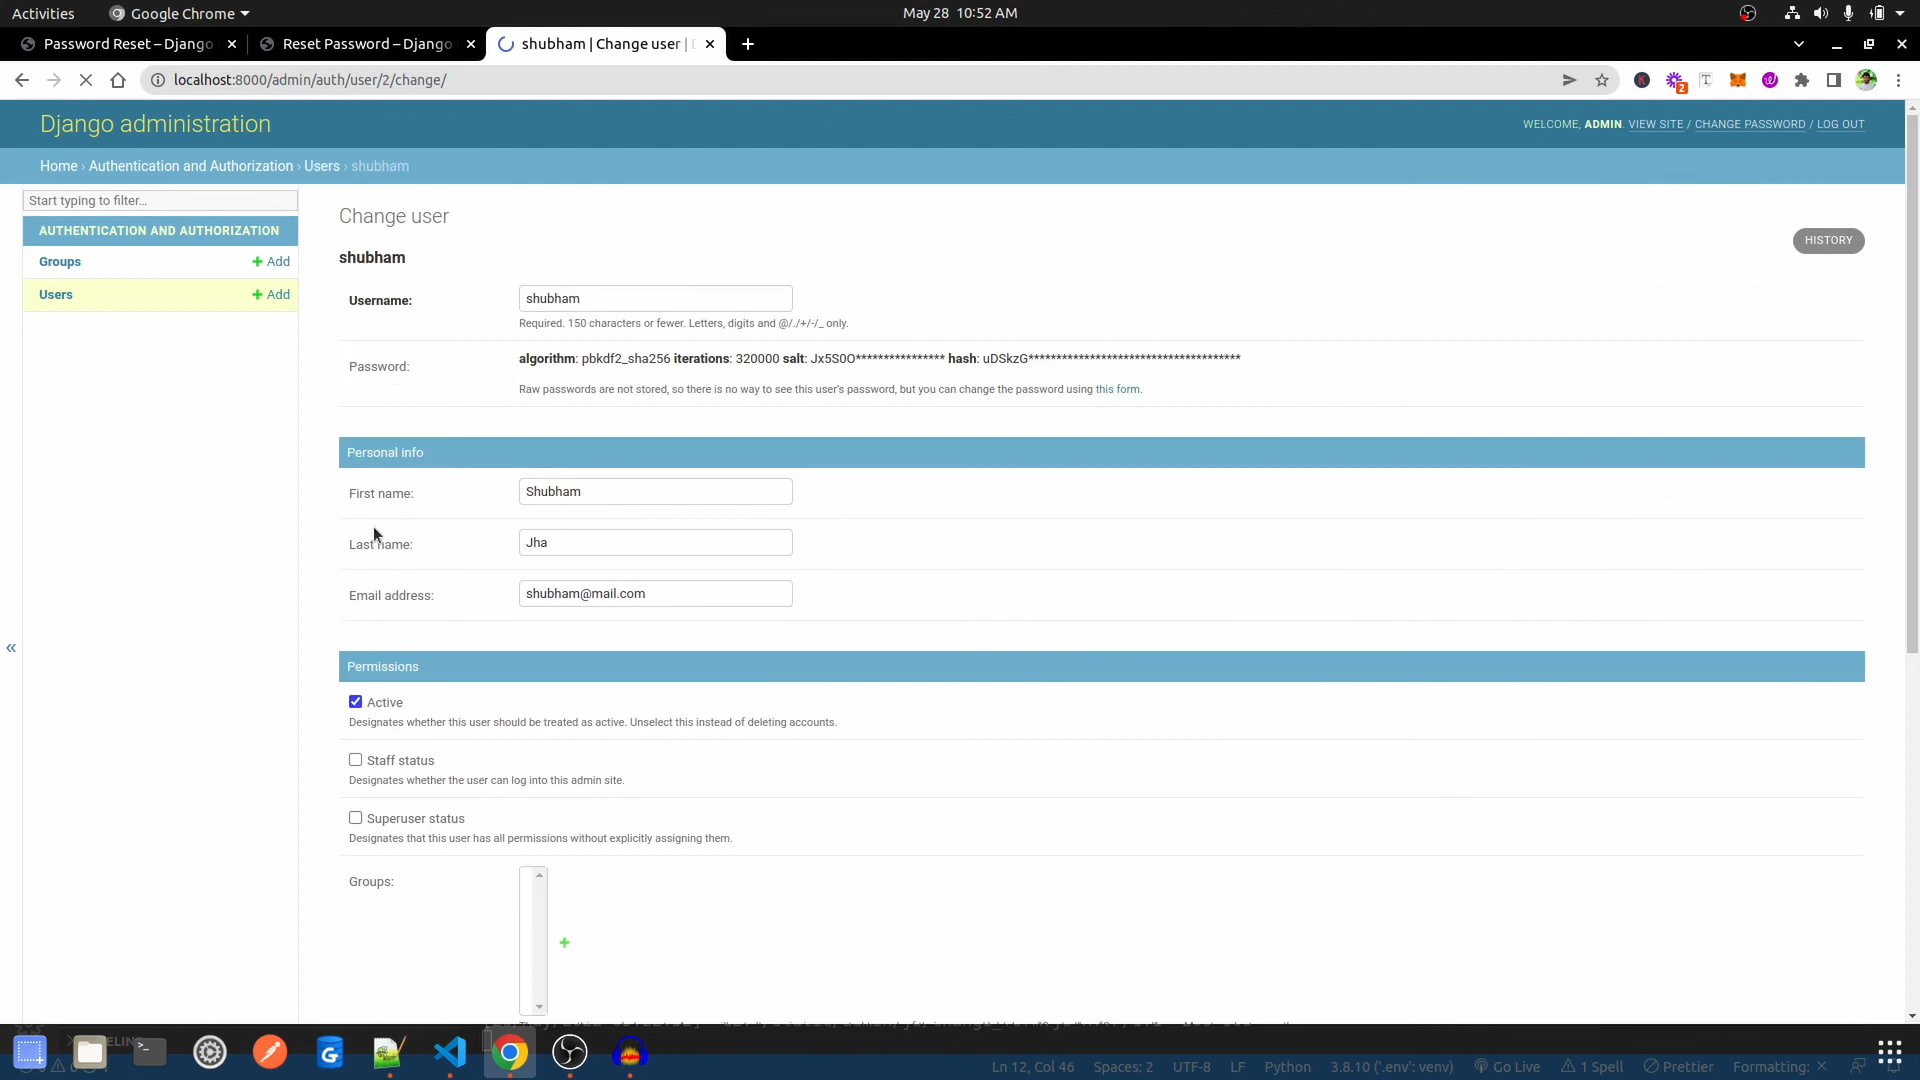 Activities
Google Chrome
May 28 10:52 AM
Password Reset – Django
Reset Password – Django
shubham | Change user |
localhost:8000/admin/auth/user/2/change/
2
Django administration
WELCOME, ADMIN. VIEW SITE / CHANGE PASSWORD / LOG OUT
Home › Authentication and Authorization › Users › shubham
Start typing to filter...
AUTHENTICATION AND AUTHORIZATION
Groups
+ Add
Users
+ Add
«
Change user
HISTORY
shubham
Username:
shubham
Required. 150 characters or fewer. Letters, digits and @/./+/-/_ only.
Password:
algorithm: pbkdf2_sha256 iterations: 320000 salt: Jx5S0O**************** hash: uDSkzG**************************************
Raw passwords are not stored, so there is no way to see this user's password, but you can change the password using this form.
Personal info
First name:
Shubham
Last name:
Jha
Email address:
shubham@mail.com
Permissions
Active
Designates whether this user should be treated as active. Unselect this instead of deleting accounts.
Staff status
Designates whether the user can log into this admin site.
Superuser status
Designates that this user has all permissions without explicitly assigning them.
Groups:
Ln 12, Col 46
Spaces: 2
UTF-8
LF
Python
3.8.10 ('.env': venv)
Go Live
1 Spell
Prettier
Formatting: ×